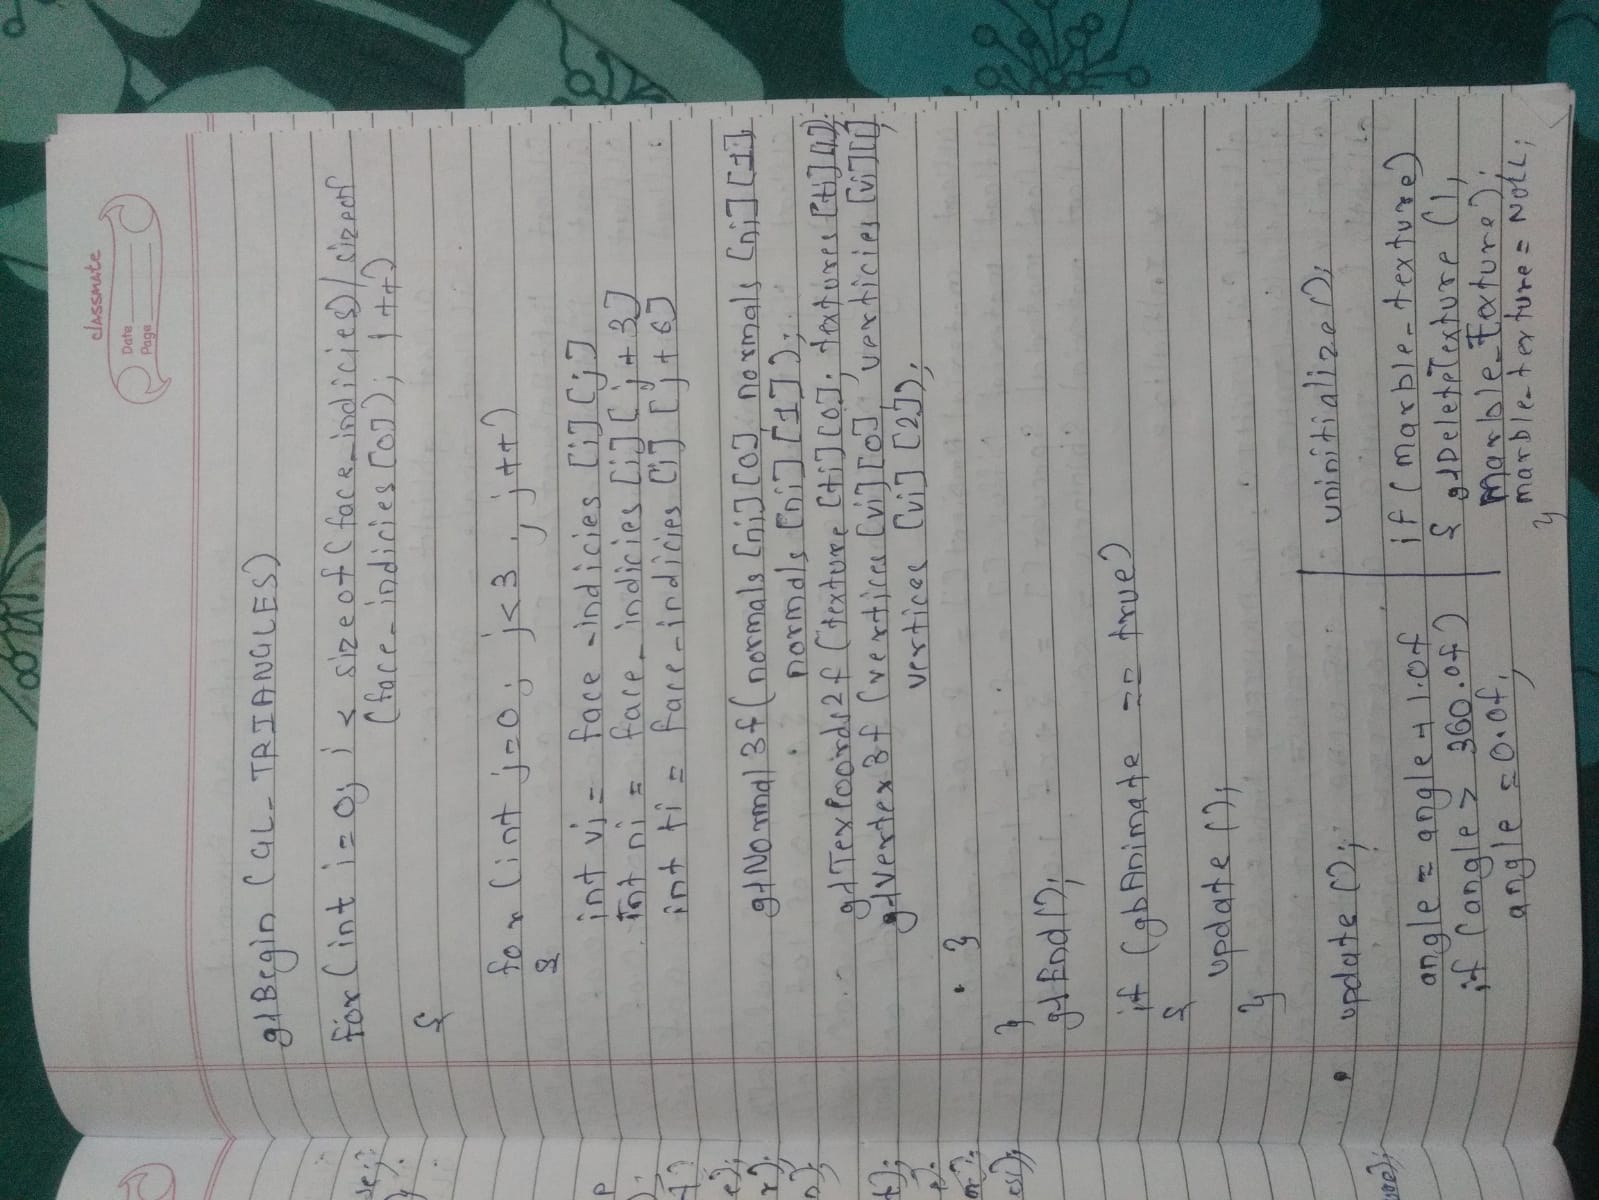 classmate
Date
Page
glBegin (GL_TRIANGLES)
for (int i=0; i < sizeof(face_indicies)/sizeof
(face_indicies[0]); i++)
{
for (int j=0; j<3; j++)
{
int vi = face_indicies [i][j]
int ni = face_indicies [i][j+3]
int ti = face_indicies [i][j+6]
glNormal3f(normals[ni][0], normals [ni][1],
normals [ni][1]);
glTexCoords2f (texture [ti][0]; textures [ti][1]);
glVertex3f (vertices [vi][0], verticies [vi][1],
vertices [vi][2]);
}
}
glEnd();
if (gbAnimate == true)
{
update ();
}
• update ();
angle = angle + 1.0f
if (angle > 360.0f)
angle = 0.0f;
uninitialize();
if (marble_texture)
{ glDeleteTexture (1,
marble_texture);
marble_texture = NULL;
}